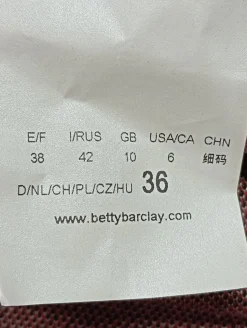 E/F I/RUS GB USA/CA CHN
38 42 10 6 细码
D/NL/CH/PL/CZ/HU 36
www.bettybarclay.com